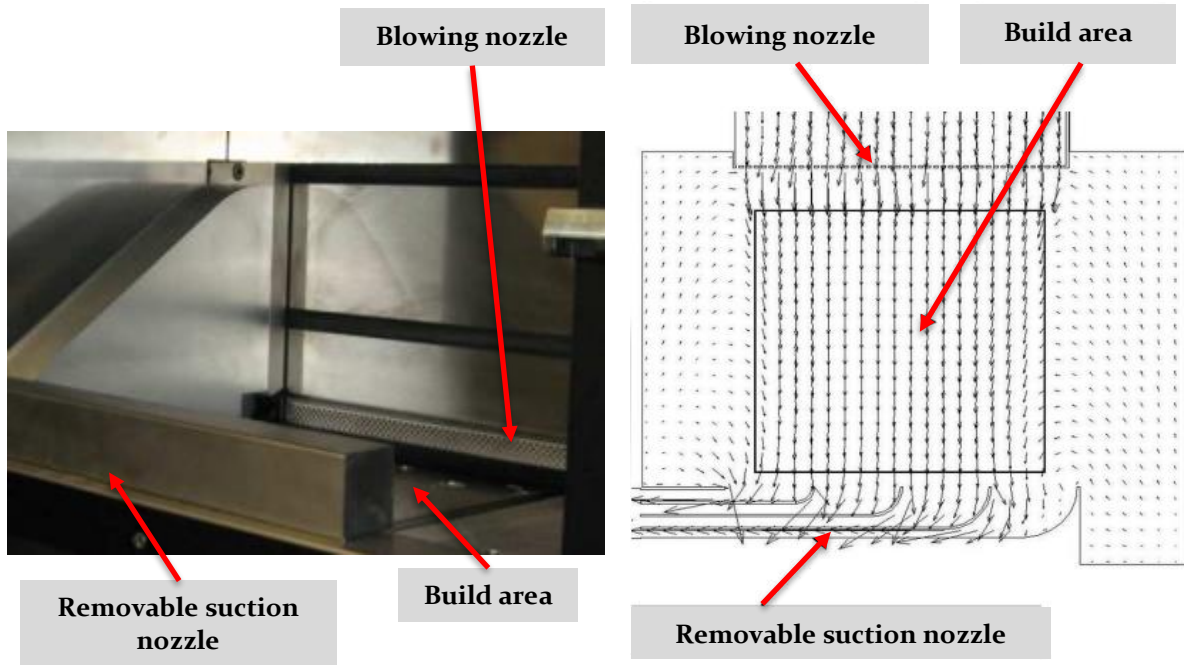 Blowing nozzle
Blowing nozzle
Build area
Removable suction
nozzle
Build area
Removable suction nozzle